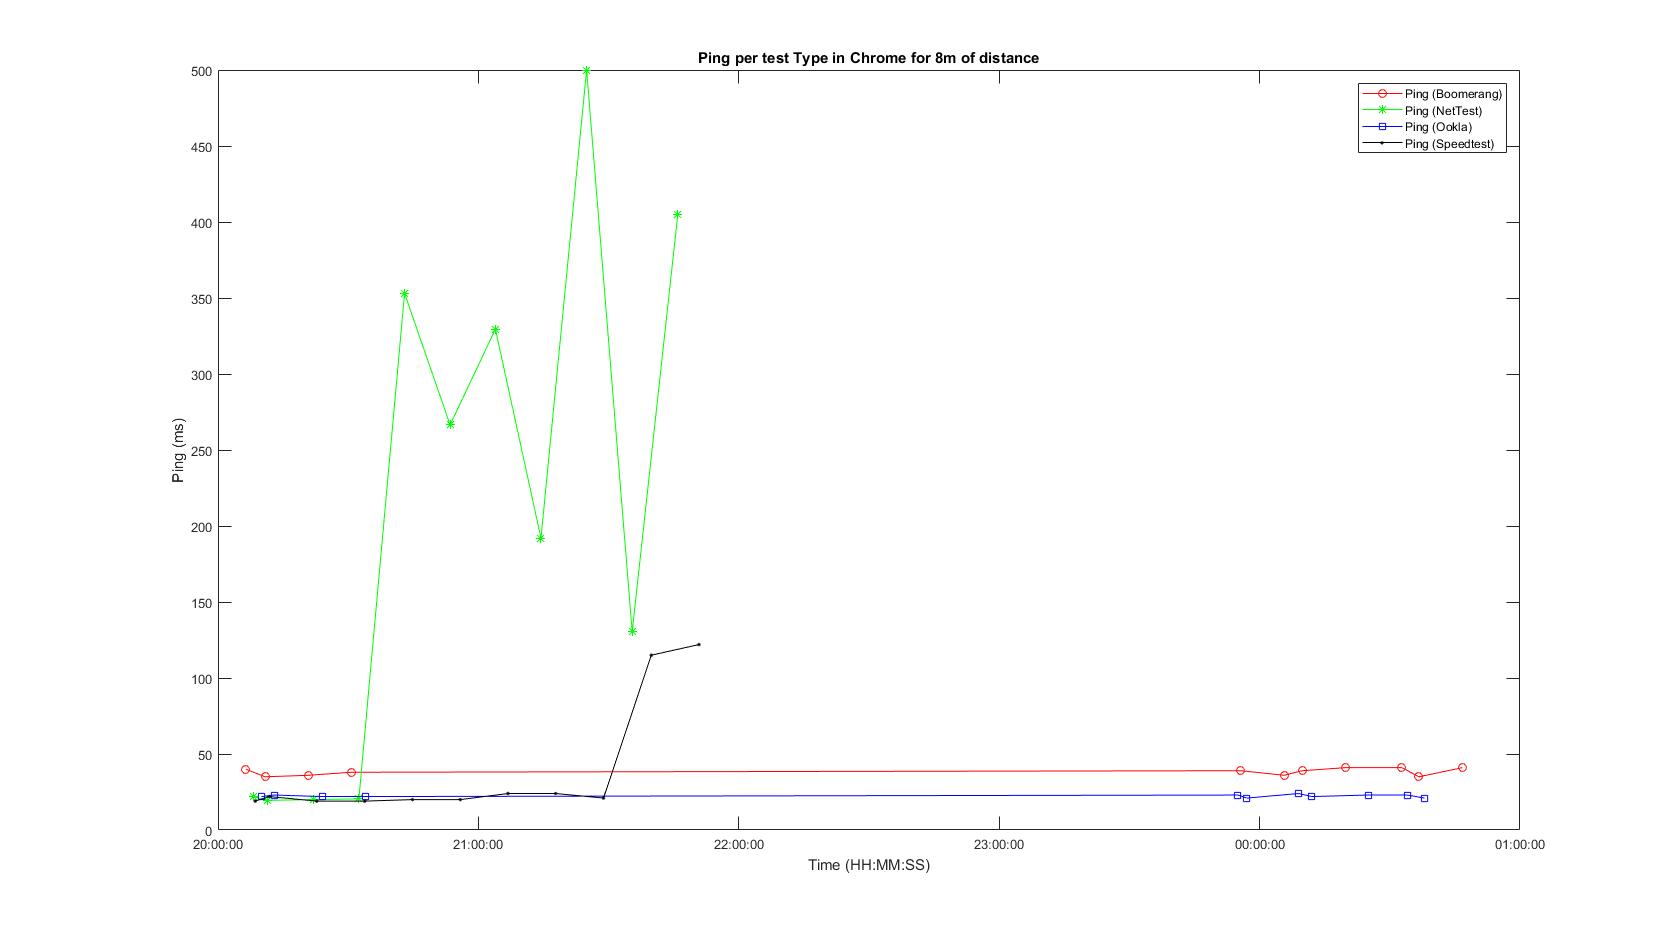 Ping per test Type in Chrome for 8m of distance
Ping (Boomerang)
Ping (NetTest)
Ping (Ookla)
Ping (Speedtest)
500
450
400
350
300
250
200
150
100
50
0
Ping (ms)
20:00:00 21:00:00 22:00:00 23:00:00 00:00:00 01:00:00
Time (HH:MM:SS)